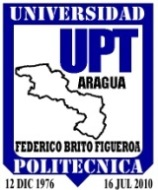 UNIVERSIDAD
UPT
ARAGUA
FEDERICO BRITO FIGUEROA
POLITECNICA
12 DIC 1976 16 JUL 2010